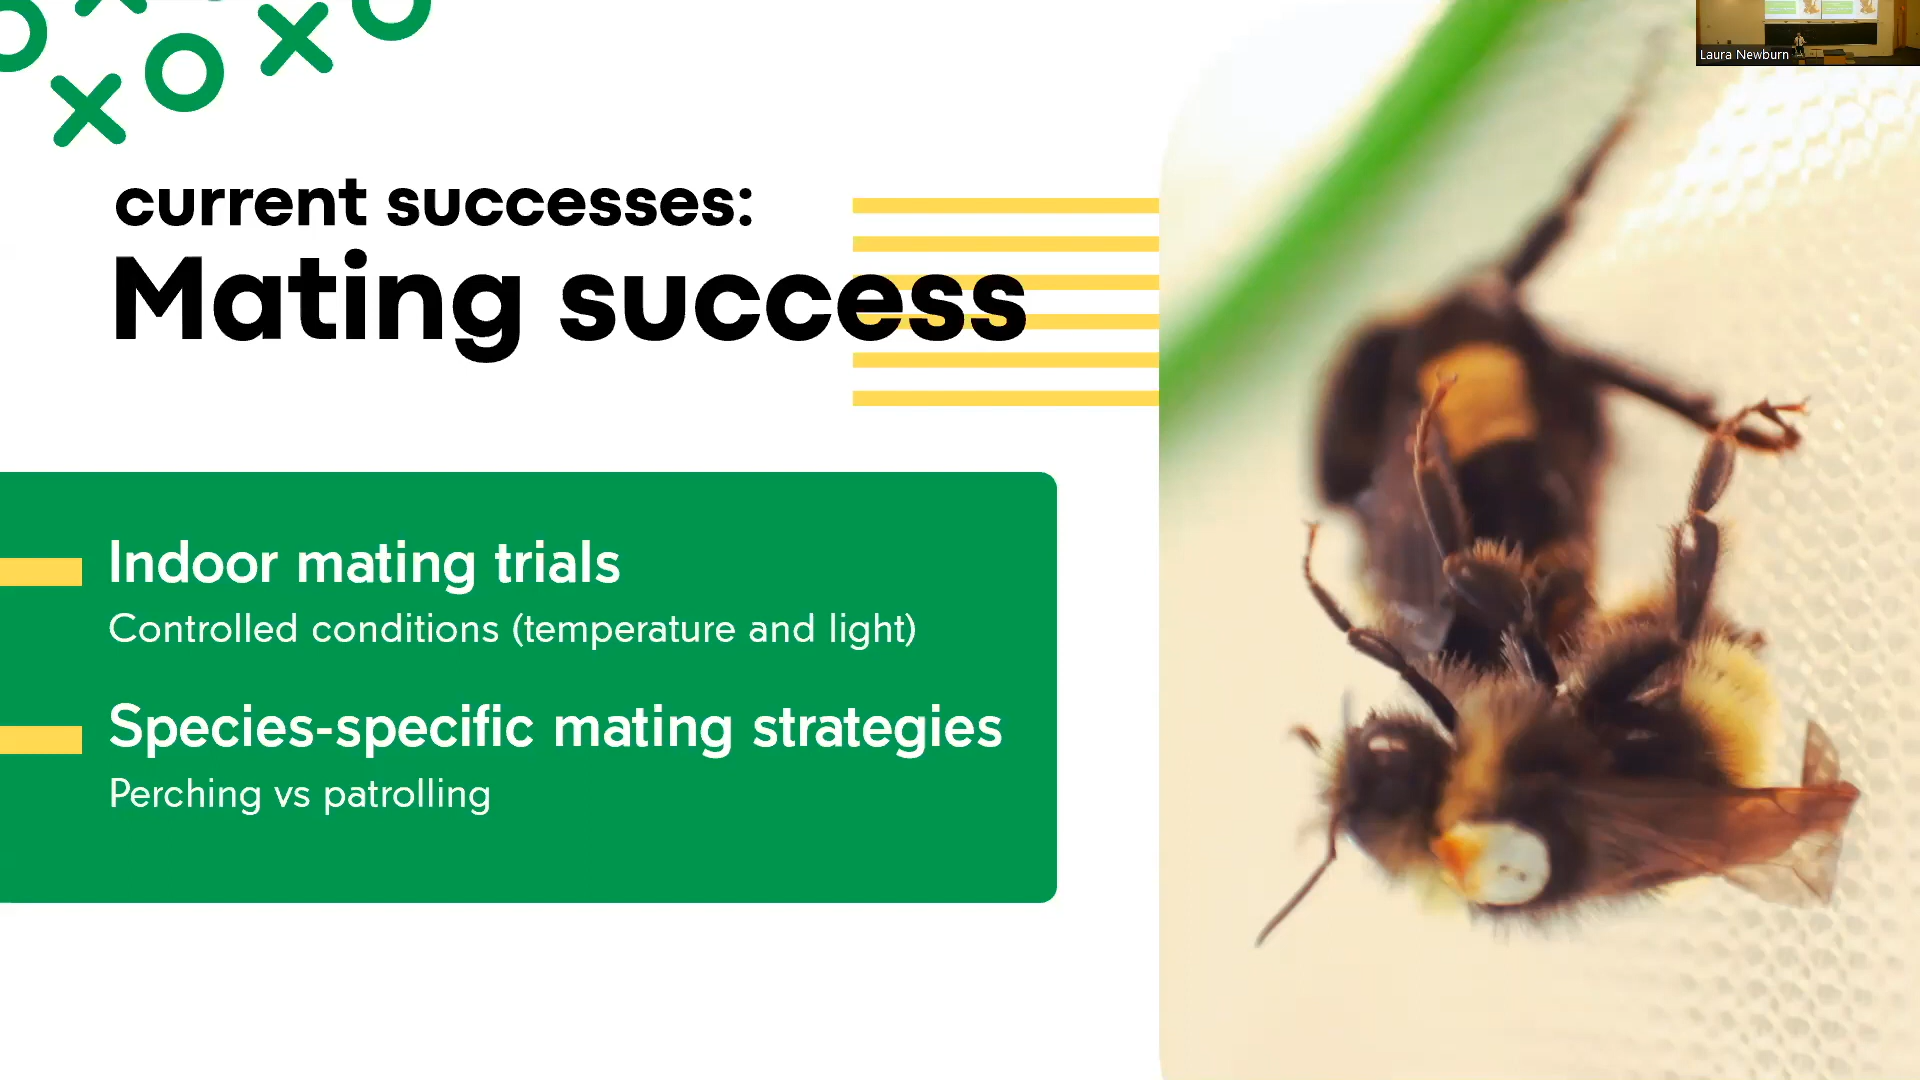 Laura Newburn
current successes:
Mating success
Indoor mating trials
Controlled conditions (temperature and light)
Species-specific mating strategies
Perching vs patrolling